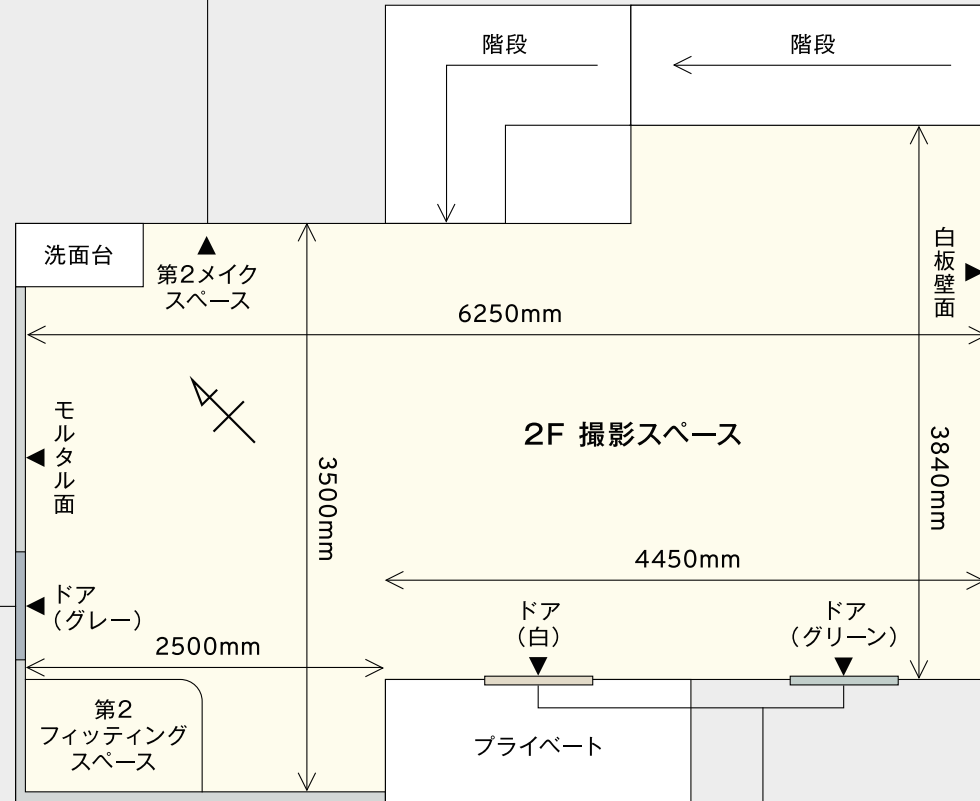 階段
階段
洗面台
第2メイク
スペース
白板壁面
6250mm
モルタル面
2F 撮影スペース
3500mm
3840mm
4450mm
ドア
（グレー）
ドア
（白）
ドア
（グリーン）
2500mm
第2
フィッティング
スペース
プライベート